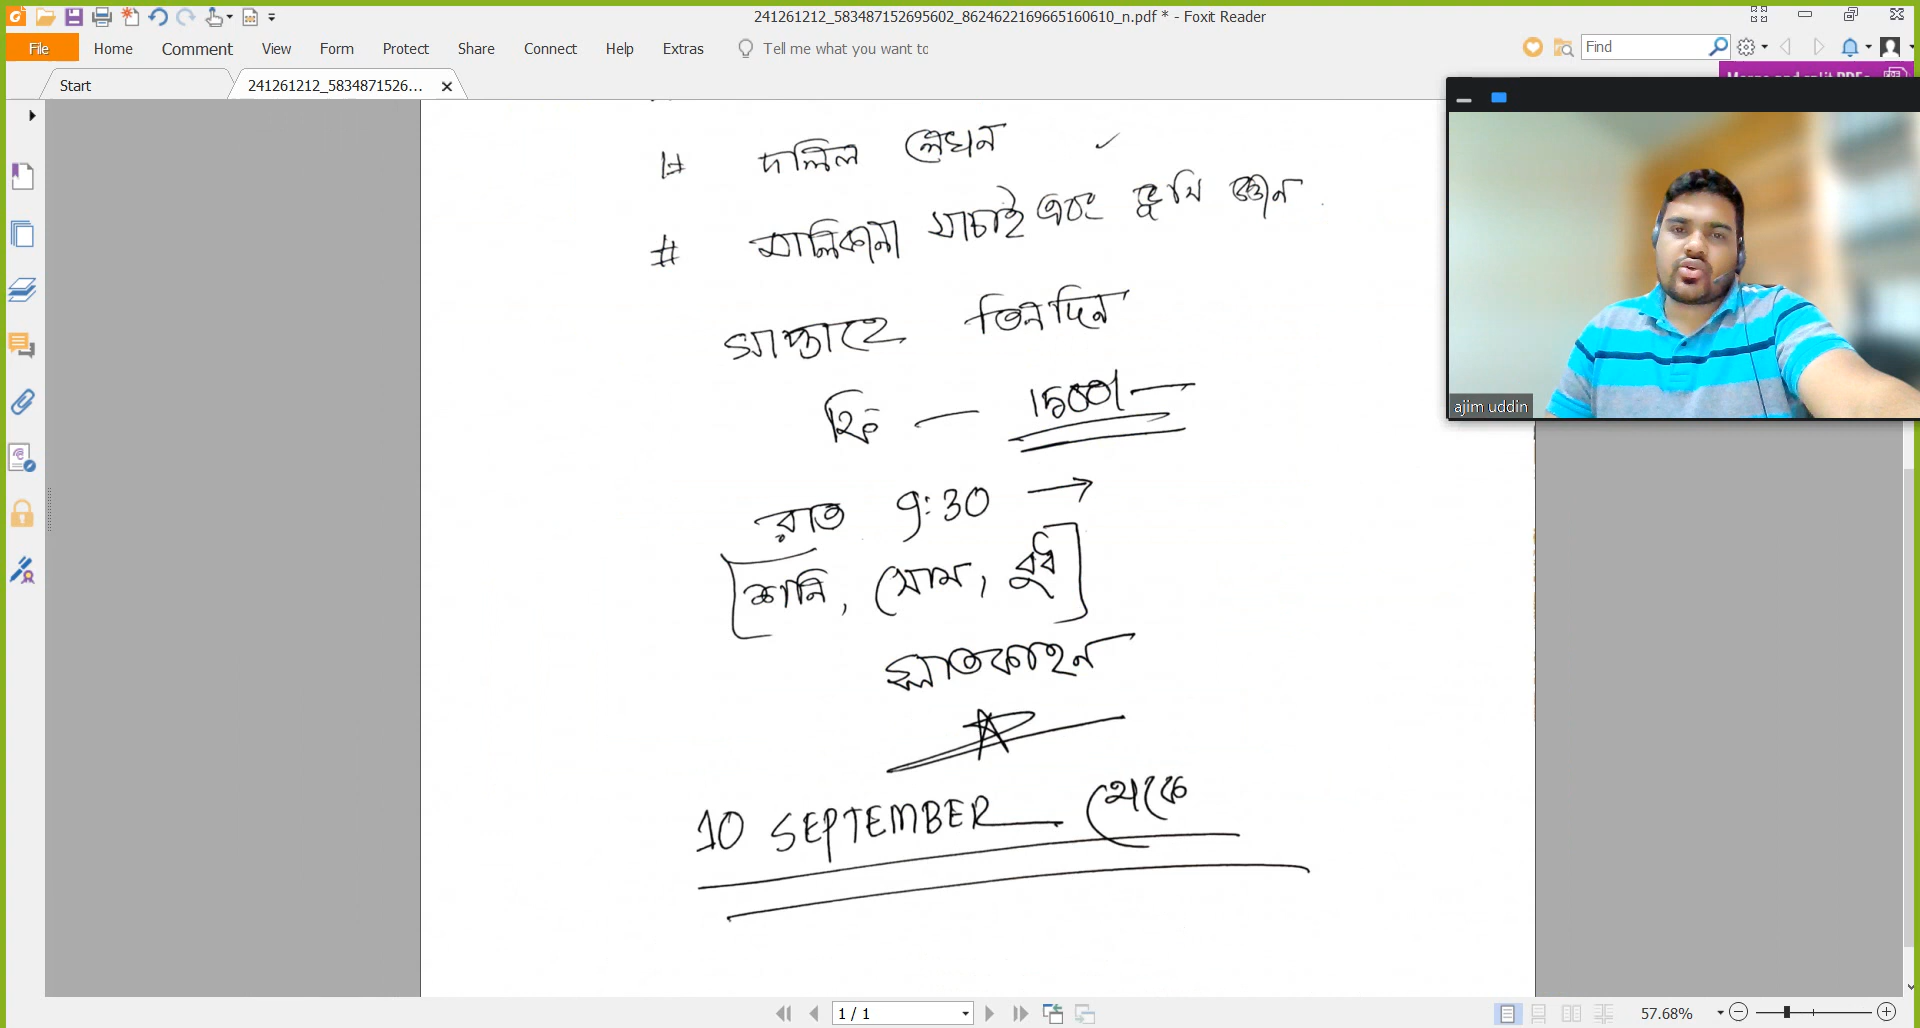 241261212_583487152695602_8624622169665160610_n.pdf * - Foxit Reader
File Home Comment View Form Protect Share Connect Help Extras Tell me what you want to Find
Start 241261212_5834871526...
# দলিল লেখন
# মালিকানা যাচাই এবং ভূমি জ্ঞান
সাপ্তাহে তিনদিন
ফি — 1500/—
রাত 9:30 →
[শনি, সোম, বুধ]
10 SEPTEMBER থেকে
ajim uddin
1 / 1
57.68%